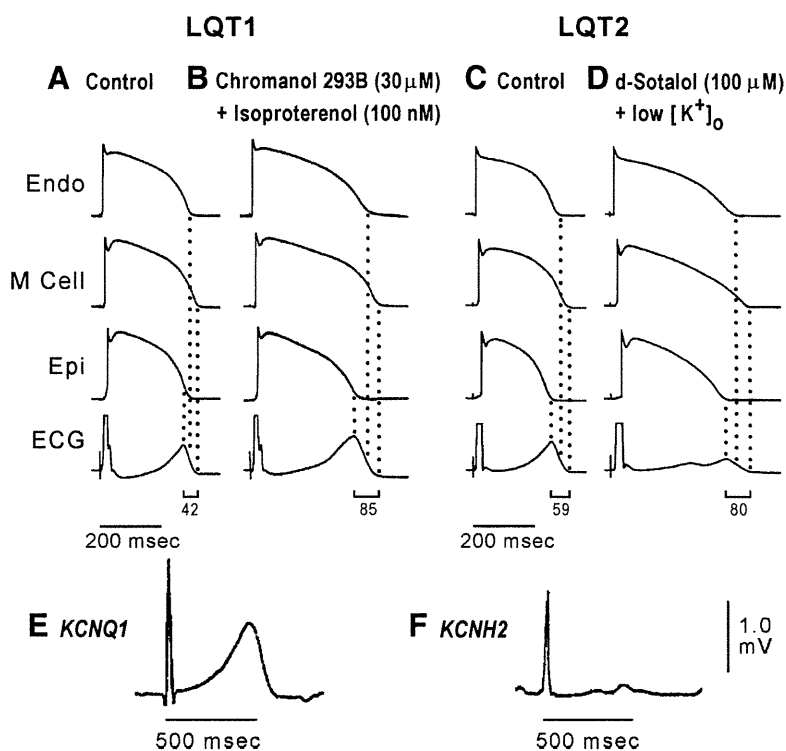 LQT1 LQT2
A Control B Chromanol 293B (30 μM) C Control D d-Sotalol (100 μM)
+ Isoproterenol (100 nM) + low [K+]o
Endo
M Cell
Epi
ECG
42 85 59 80
200 msec 200 msec
E KCNQ1 F KCNH2 1.0
mV
500 msec 500 msec